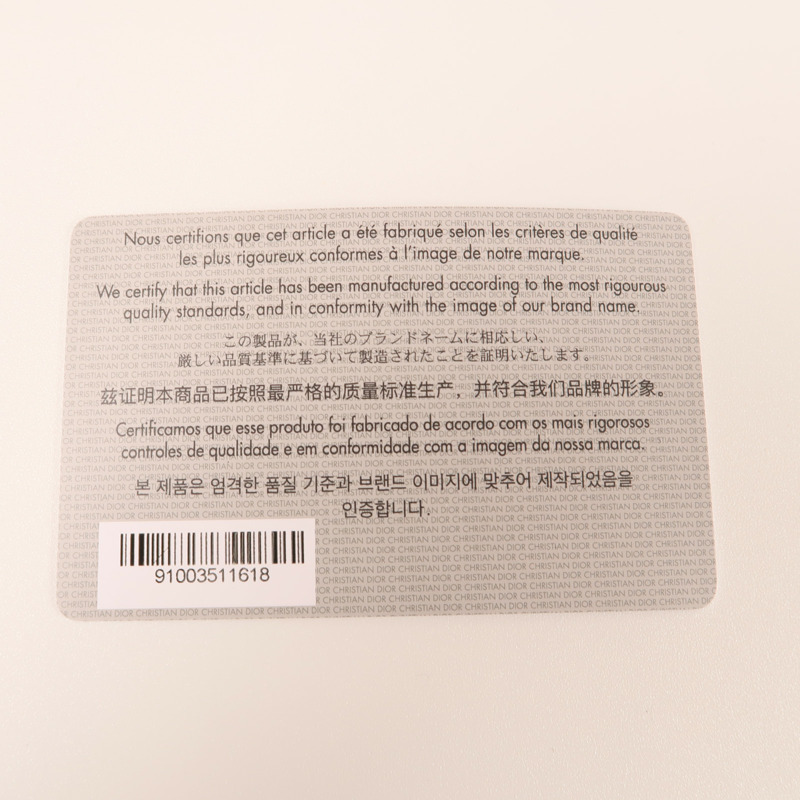 Nous certifions que cet article a été fabriqué selon les critères de qualité
les plus rigoureux conformes à l'image de notre marque.
We certify that this article has been manufactured according to the most rigourous
quality standards, and in conformity with the image of our brand name.
この製品が、当社のブランドネームに相応しい、
厳しい品質基準に基づいて製造されたことを証明いたします。
兹证明本商品已按照最严格的质量标准生产，并符合我们品牌的形象。
Certificamos que esse produto foi fabricado de acordo com os mais rigorosos
controles de qualidade e em conformidade com a imagem da nossa marca.
본 제품은 엄격한 품질 기준과 브랜드 이미지에 맞추어 제작되었음을
인증합니다.
91003511618